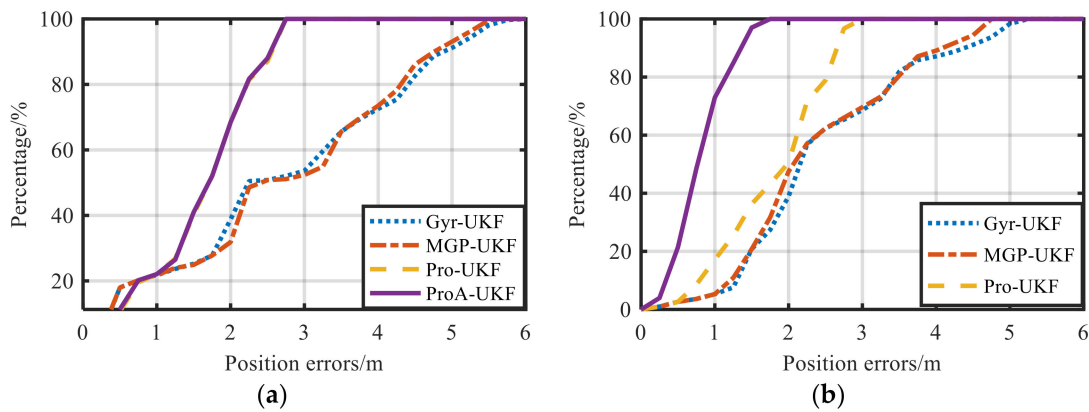 100
80
60
40
20
Percentage/%
0 1 2 3 4 5 6
Position errors/m
Gyr-UKF
MGP-UKF
Pro-UKF
ProA-UKF
(a)
100
80
60
40
20
0
Percentage/%
0 1 2 3 4 5 6
Position errors/m
Gyr-UKF
MGP-UKF
Pro-UKF
(b)